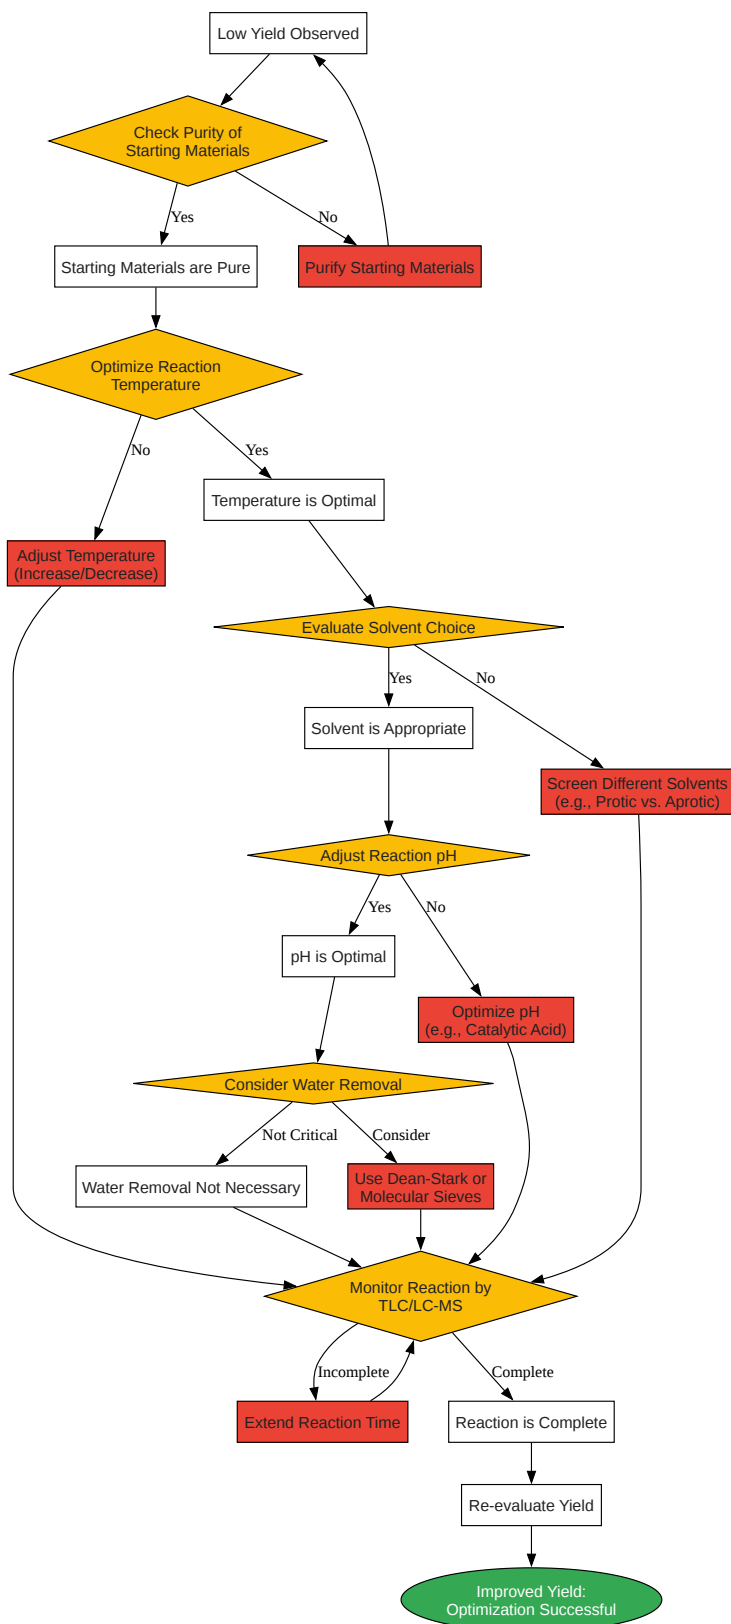 Low Yield Observed
Check Purity of
Starting Materials
Yes
No
Starting Materials are Pure
Purify Starting Materials
Optimize Reaction
Temperature
No
Yes
Temperature is Optimal
Adjust Temperature
(Increase/Decrease)
Evaluate Solvent Choice
Yes
No
Solvent is Appropriate
Screen Different Solvents
(e.g., Protic vs. Aprotic)
Adjust Reaction pH
Yes
No
pH is Optimal
Optimize pH
(e.g., Catalytic Acid)
Consider Water Removal
Not Critical
Consider
Water Removal Not Necessary
Use Dean-Stark or
Molecular Sieves
Monitor Reaction by
TLC/LC-MS
Incomplete
Complete
Extend Reaction Time
Reaction is Complete
Re-evaluate Yield
Improved Yield:
Optimization Successful